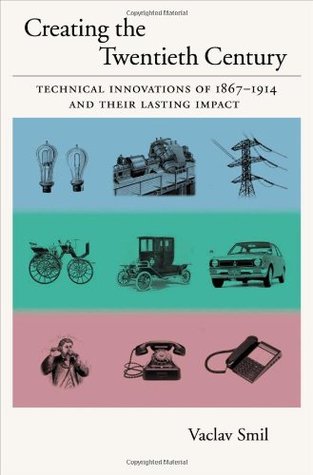 Creating the
Twentieth Century
TECHNICAL INNOVATIONS OF 1867–1914
AND THEIR LASTING IMPACT
Vaclav Smil